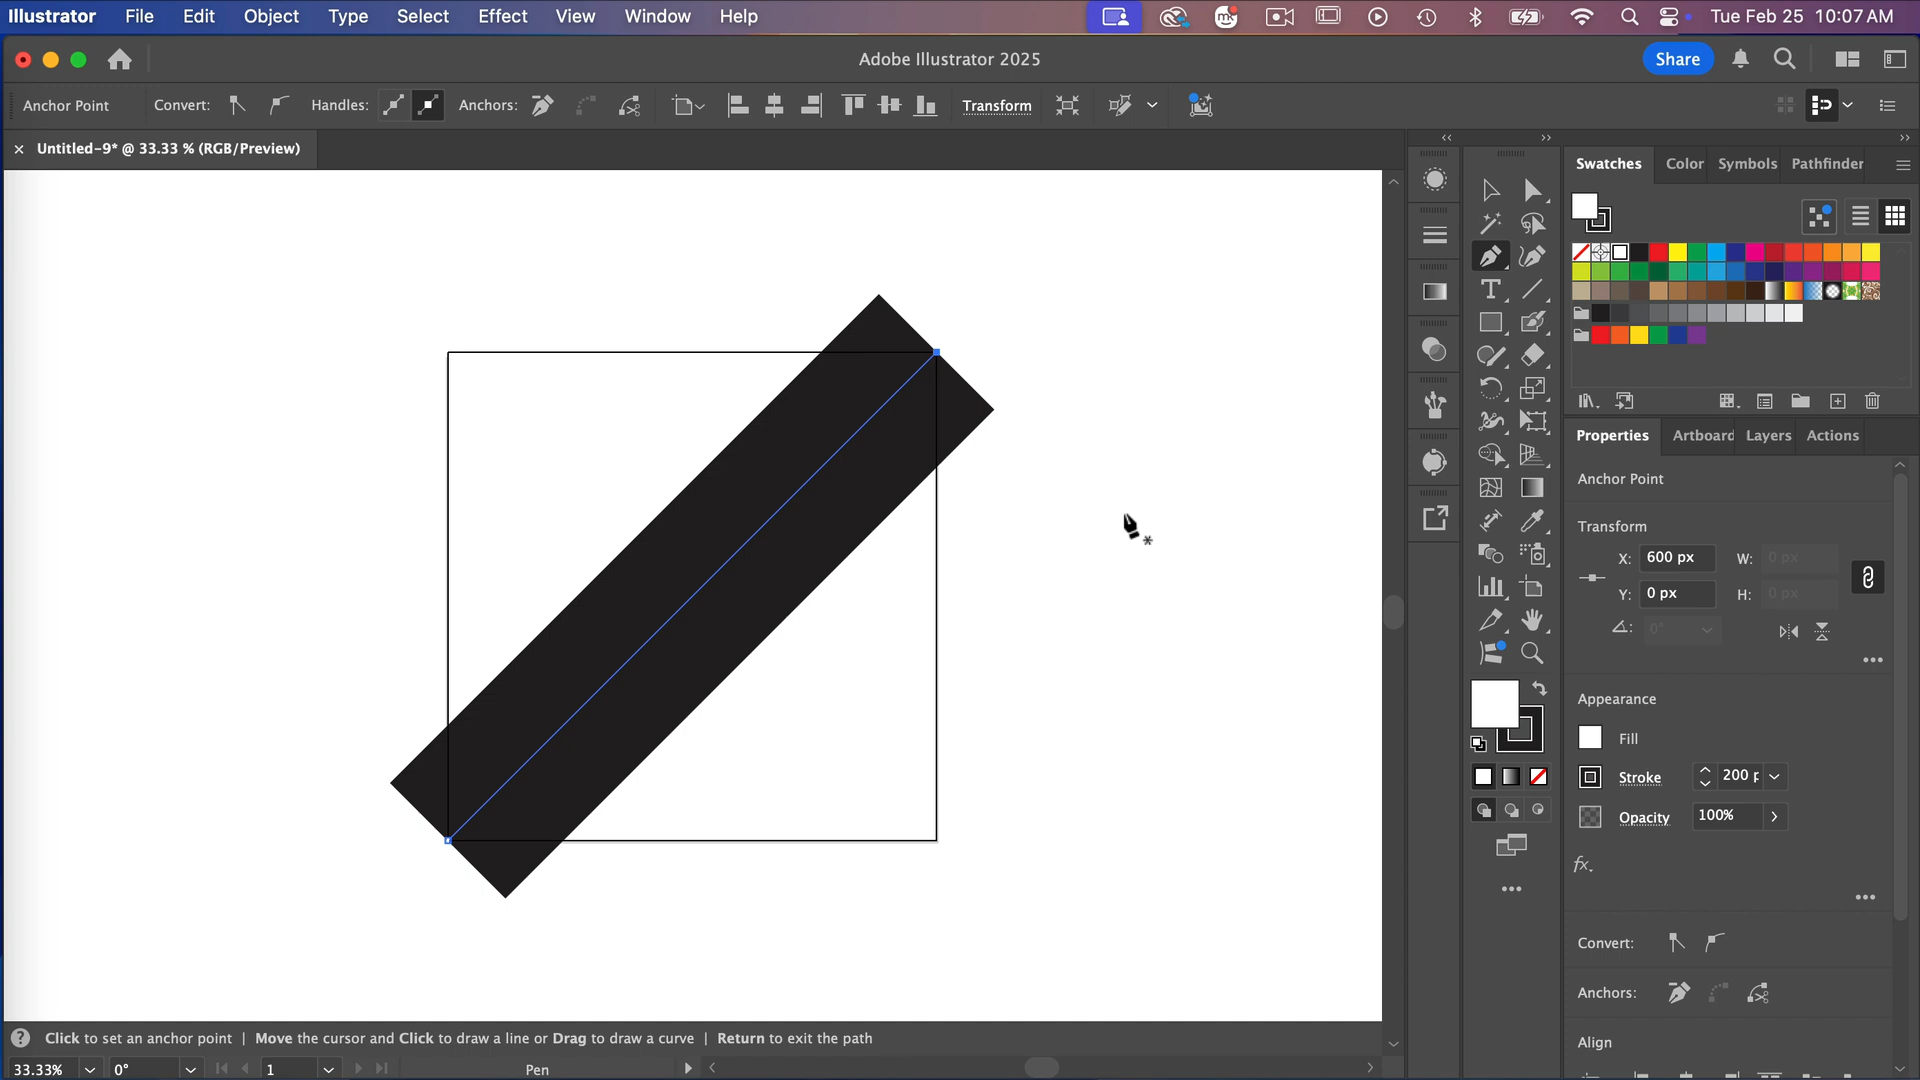 Illustrator File Edit Object Type Select Effect View Window Help Tue Feb 25 10:07 AM
Adobe Illustrator 2025 Share
Anchor Point Convert: Handles: Anchors: Transform
Untitled-9* @ 33.33 % (RGB/Preview)
Swatches Color Symbols Pathfinder
Properties Artboard Layers Actions
Anchor Point
Transform
X: 600 px W: 0 px
Y: 0 px H: 0 px
0°
Appearance
Fill
Stroke 200 p
Opacity 100%
fx
Convert:
Anchors:
Align
Click to set an anchor point | Move the cursor and Click to draw a line or Drag to draw a curve | Return to exit the path
33.33% 0° 1 Pen